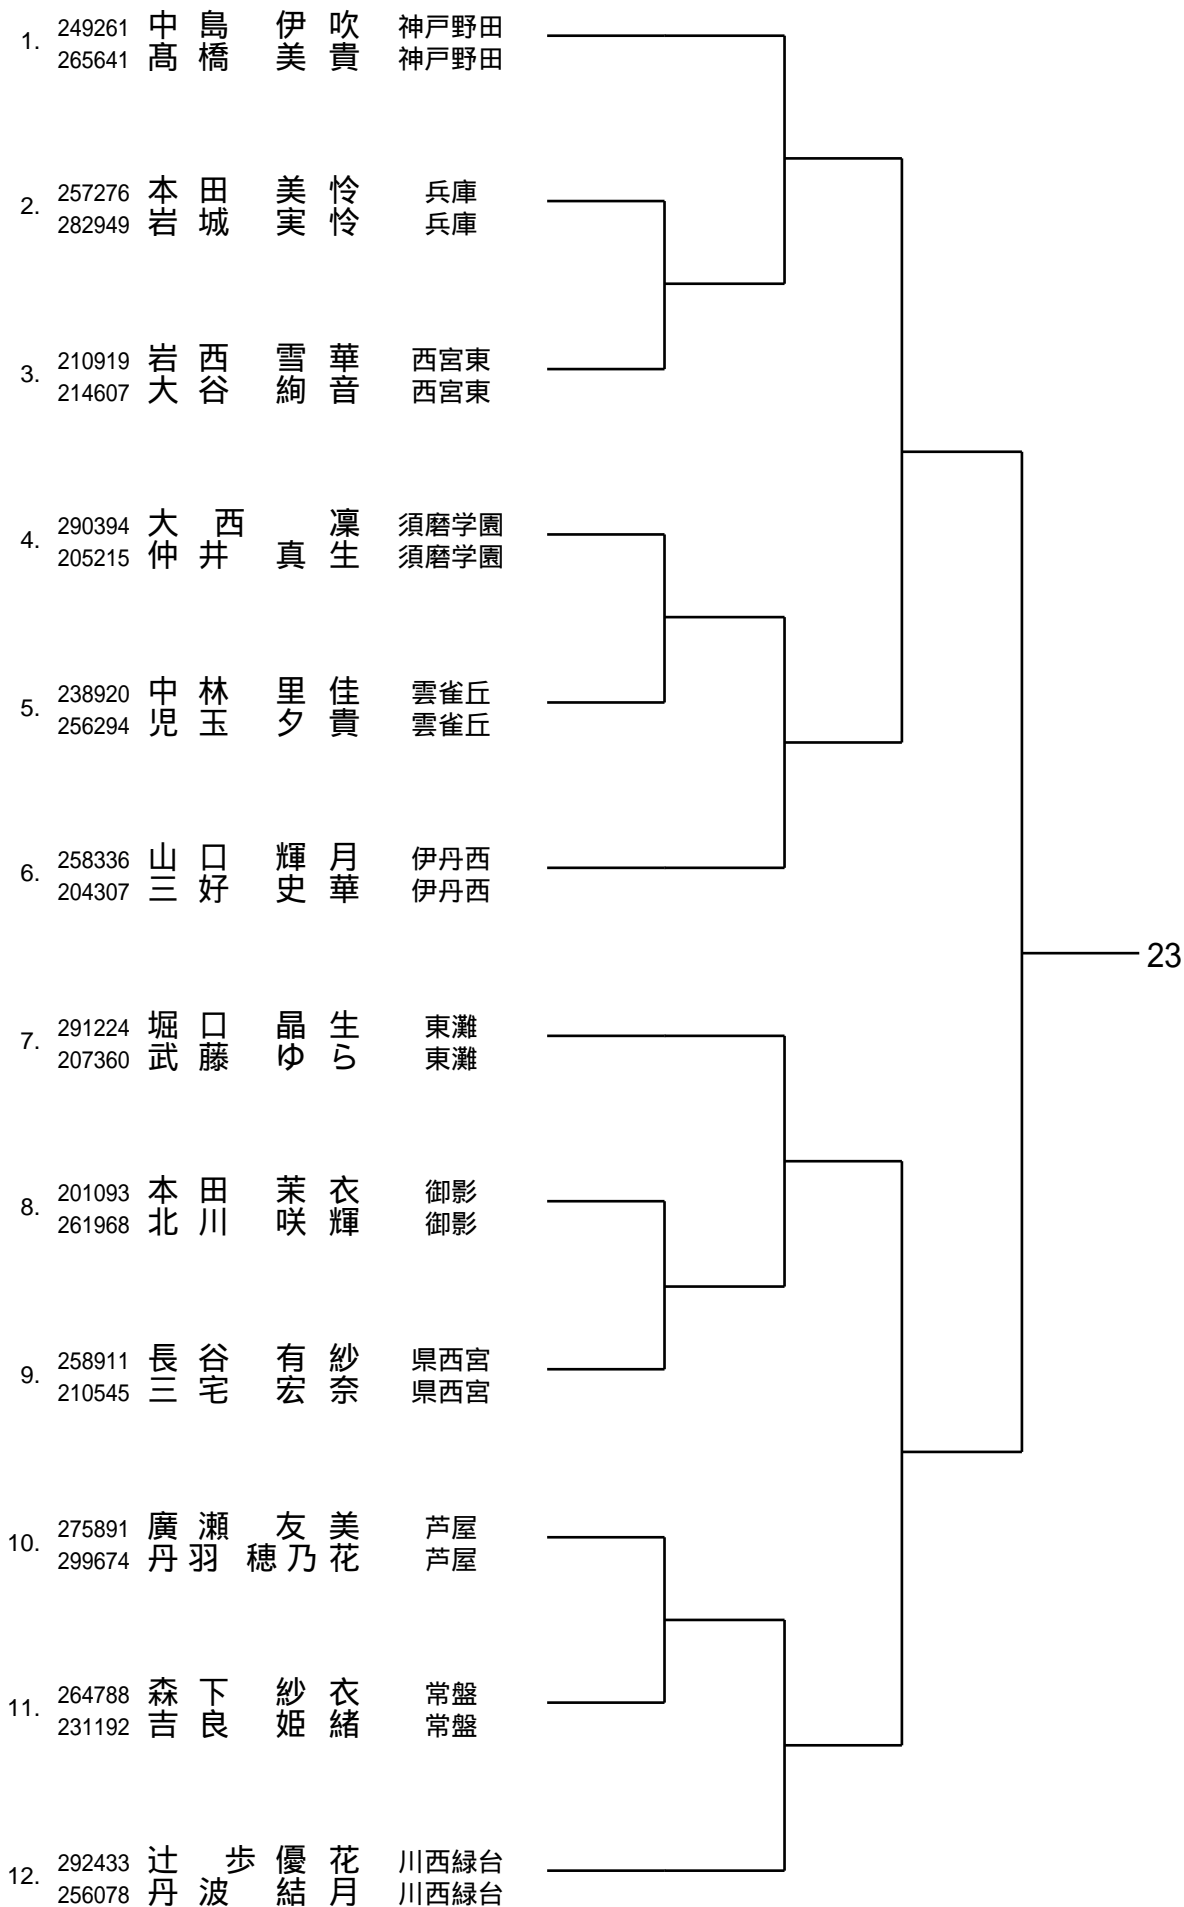 1. 249261 中島 伊吹 神戸野田
265641 髙橋 美貴 神戸野田
2. 257276 本田 美怜 兵庫
282949 岩城 実怜 兵庫
3. 210919 岩西 雪華 西宮東
214607 大谷 絢音 西宮東
4. 290394 大西 凜 須磨学園
205215 仲井 真生 須磨学園
5. 238920 中林 里佳 雲雀丘
256294 児玉 夕貴 雲雀丘
6. 258336 山口 輝月 伊丹西
204307 三好 史華 伊丹西
23
7. 291224 堀口 晶生 東灘
207360 武藤 ゆら 東灘
8. 201093 本田 茉衣 御影
261968 北川 咲輝 御影
9. 258911 長谷 有紗 県西宮
210545 三宅 宏奈 県西宮
10. 275891 廣瀬 友美 芦屋
299674 丹羽 穂乃花 芦屋
11. 264788 森下 紗衣 常盤
231192 吉良 姫緒 常盤
12. 292433 辻 歩優花 川西緑台
256078 丹波 結月 川西緑台